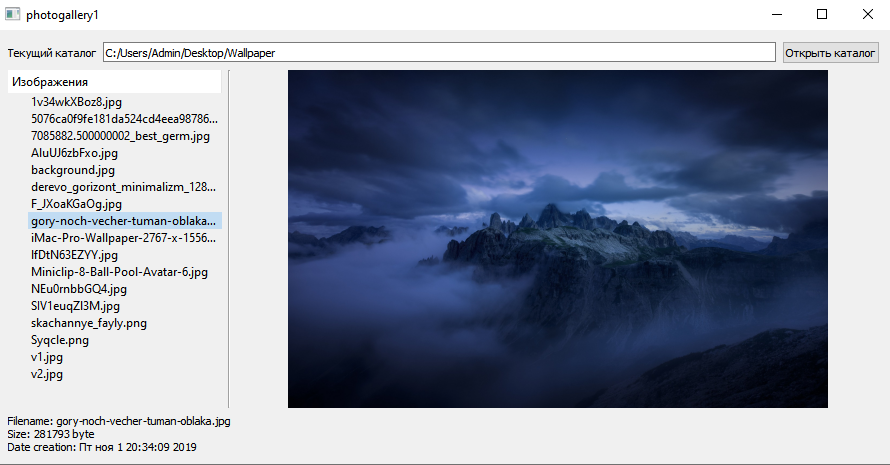 photogallery1
Текущий каталог C:/Users/Admin/Desktop/Wallpaper Открыть каталог
Изображения
1v34wkXBoz8.jpg
5076ca0f9fe181da524cd4eea98786...
7085882.500000002_best_germ.jpg
AluUJ6zbFxo.jpg
background.jpg
derevo_gorizont_minimalizm_128...
F_JXoaKGaOg.jpg
gory-noch-vecher-tuman-oblaka...
iMac-Pro-Wallpaper-2767-x-1556...
IfDtN63EZYY.jpg
Miniclip-8-Ball-Pool-Avatar-6.jpg
NEu0rnbbGQ4.jpg
SlV1euqZI3M.jpg
skachannye_fayly.png
Syqcle.png
v1.jpg
v2.jpg
Filename: gory-noch-vecher-tuman-oblaka.jpg
Size: 281793 byte
Date creation: Пт ноя 1 20:34:09 2019